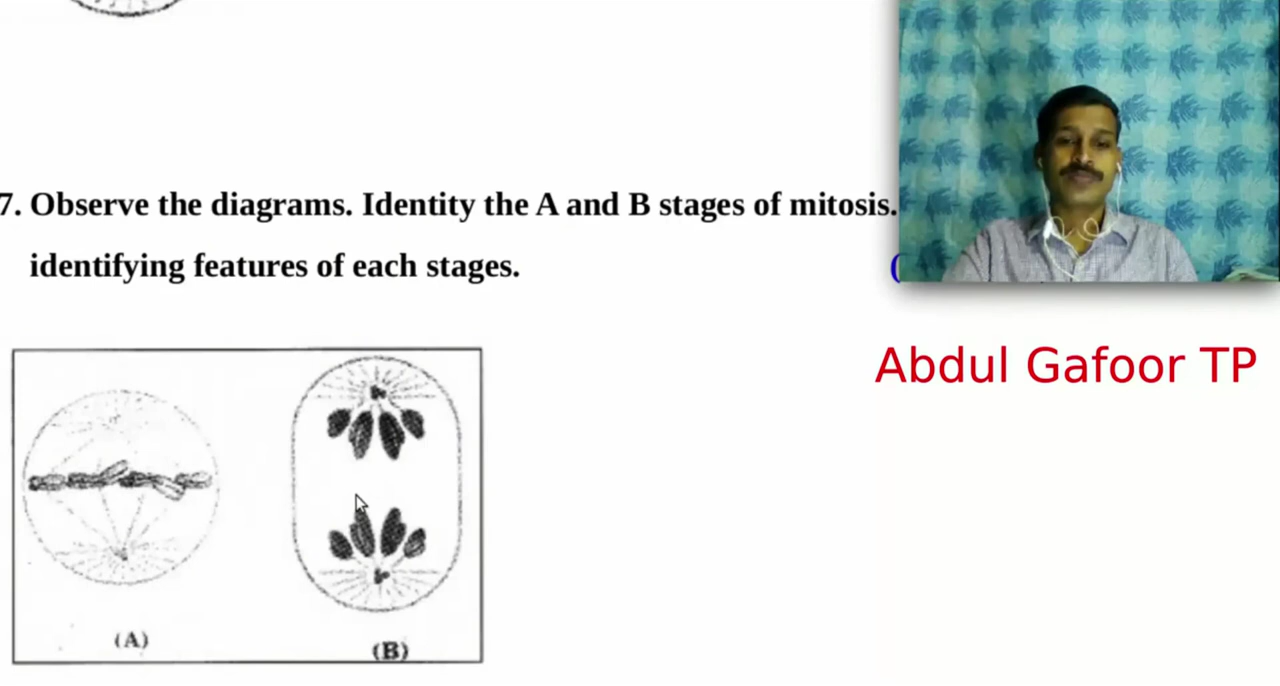 7. Observe the diagrams. Identity the A and B stages of mitosis.
identifying features of each stages.
(
Abdul Gafoor TP
(A)
(B)